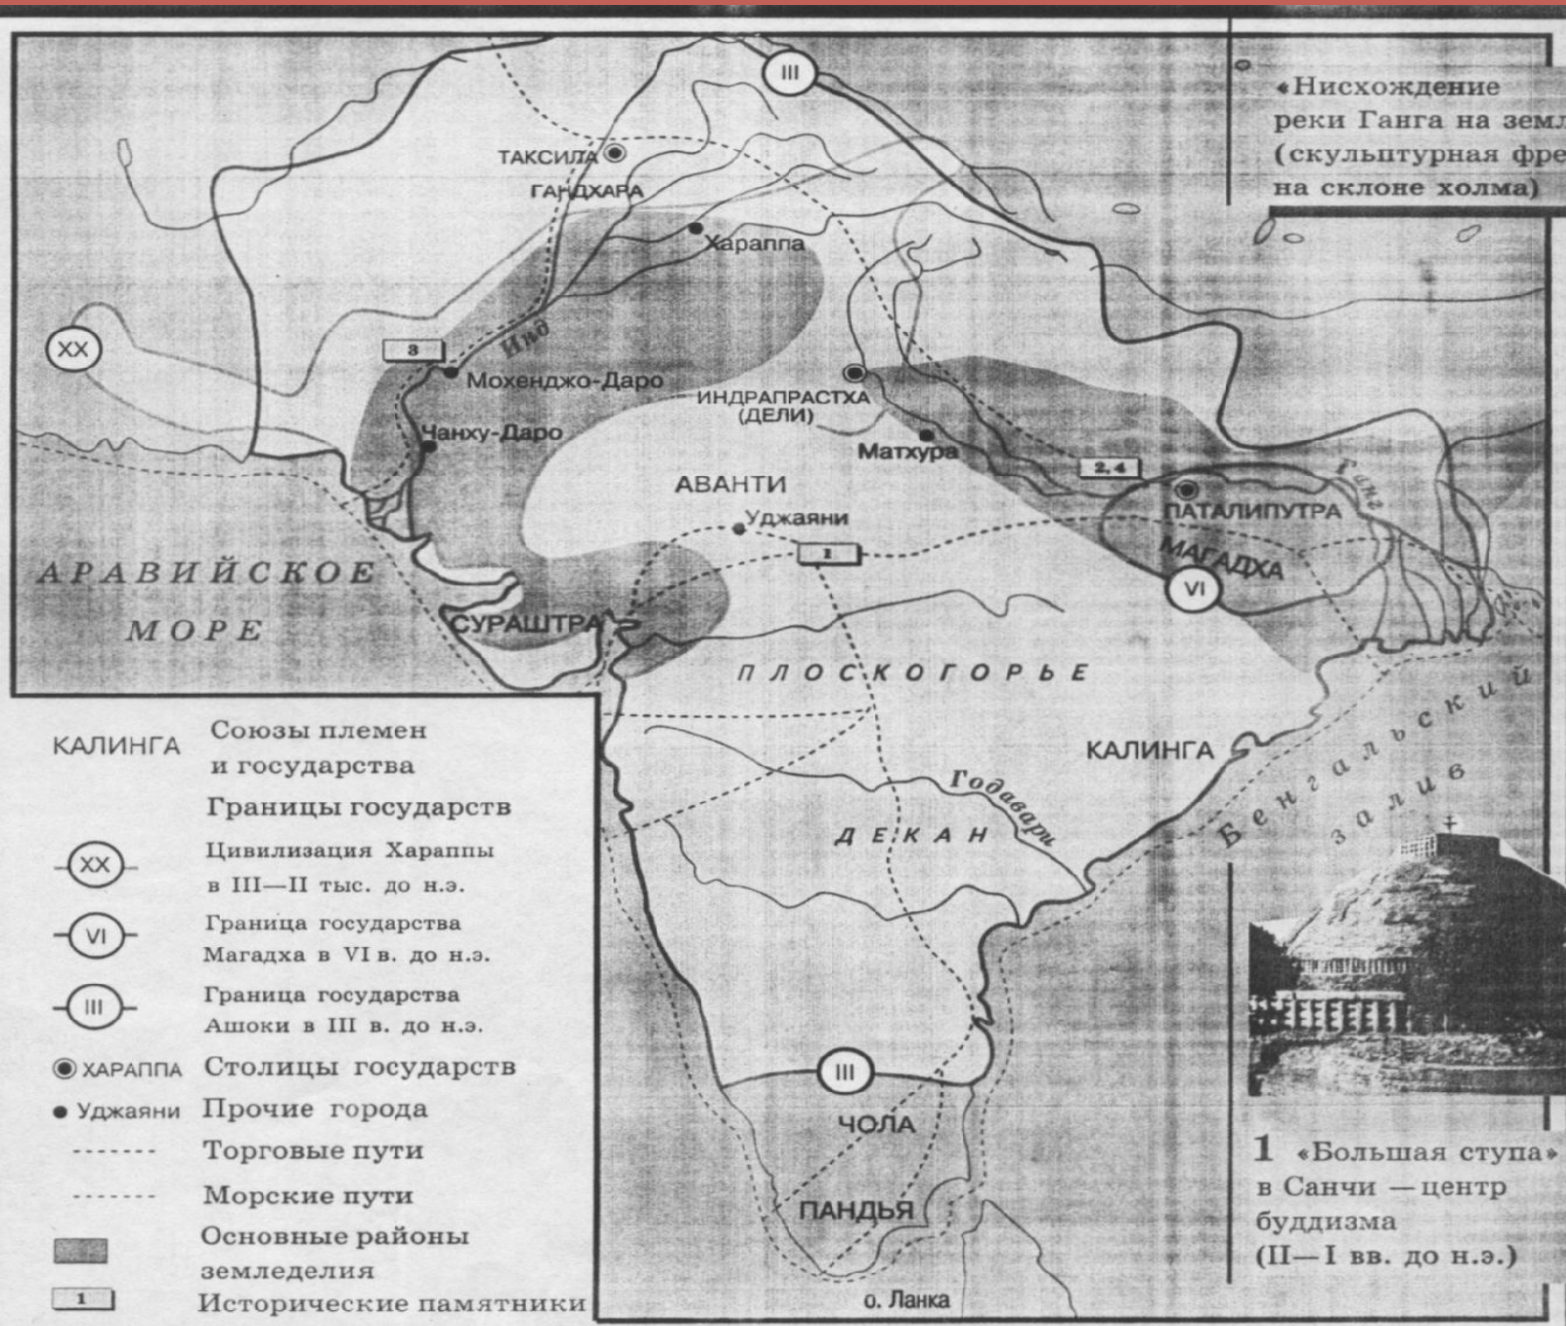 III
«Нисхождение
реки Ганга на
(скульптурная
на склоне холма)
ТАКСИЛА
ГАНДХАРА
Хараппа
XX
3
Инд
Мохенджо-Даро
ИНДРАПРАСТХА
(ДЕЛИ)
Чанху-Даро
Матхура
2, 4
Ганг
АВАНТИ
ПАТАЛИПУТРА
Уджаяни
1
МАГАДХА
VI
АРАВИЙСКОЕ
МОРЕ
СУРАШТРА
ПЛОСКОГОРЬЕ
КАЛИНГА
Годавари
ДЕКАН
Бенгальский
залив
III
ЧОЛА
ПАНДЬЯ
о. Ланка
КАЛИНГА Союзы племен
и государства
Границы государств
XX Цивилизация Хараппы
в III—II тыс. до н.э.
VI Граница государства
Магадха в VI в. до н.э.
III Граница государства
Ашоки в III в. до н.э.
ХАРАППА Столицы государств
Уджаяни Прочие города
Торговые пути
Морские пути
Основные районы
земледелия
1 Исторические памятники
1 «Большая ступа»
в Санчи — центр
буддизма
(II—I вв. до н.э.)